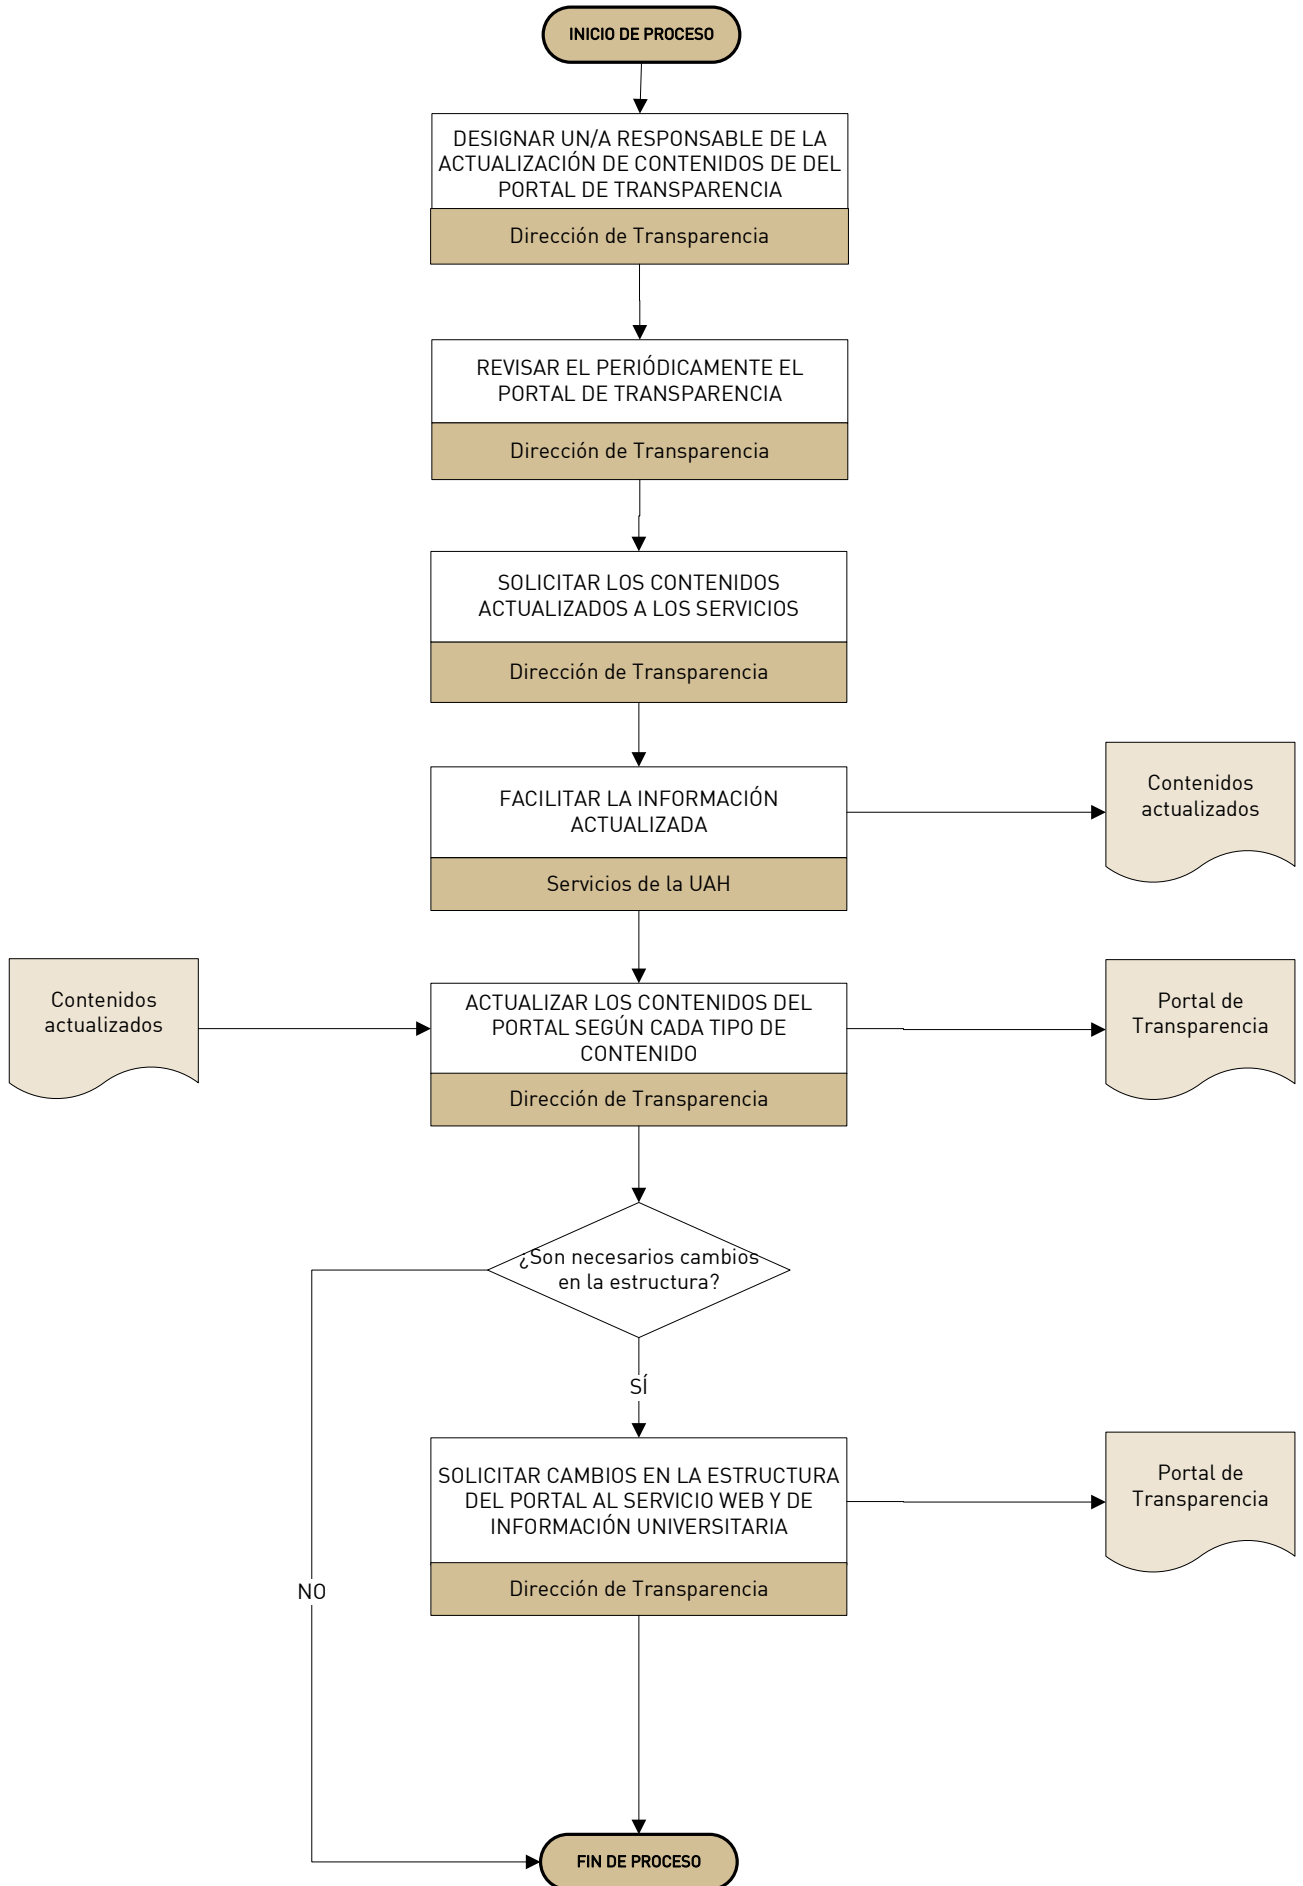 INICIO DE PROCESO
DESIGNAR UN/A RESPONSABLE DE LA
ACTUALIZACIÓN DE CONTENIDOS DE DEL
PORTAL DE TRANSPARENCIA
Dirección de Transparencia
REVISAR EL PERIÓDICAMENTE EL
PORTAL DE TRANSPARENCIA
Dirección de Transparencia
SOLICITAR LOS CONTENIDOS
ACTUALIZADOS A LOS SERVICIOS
Dirección de Transparencia
FACILITAR LA INFORMACIÓN
ACTUALIZADA
Servicios de la UAH
Contenidos
actualizados
Contenidos
actualizados
ACTUALIZAR LOS CONTENIDOS DEL
PORTAL SEGÚN CADA TIPO DE
CONTENIDO
Dirección de Transparencia
Portal de
Transparencia
¿Son necesarios cambios
en la estructura?
SÍ
SOLICITAR CAMBIOS EN LA ESTRUCTURA
DEL PORTAL AL SERVICIO WEB Y DE
INFORMACIÓN UNIVERSITARIA
Dirección de Transparencia
Portal de
Transparencia
NO
FIN DE PROCESO